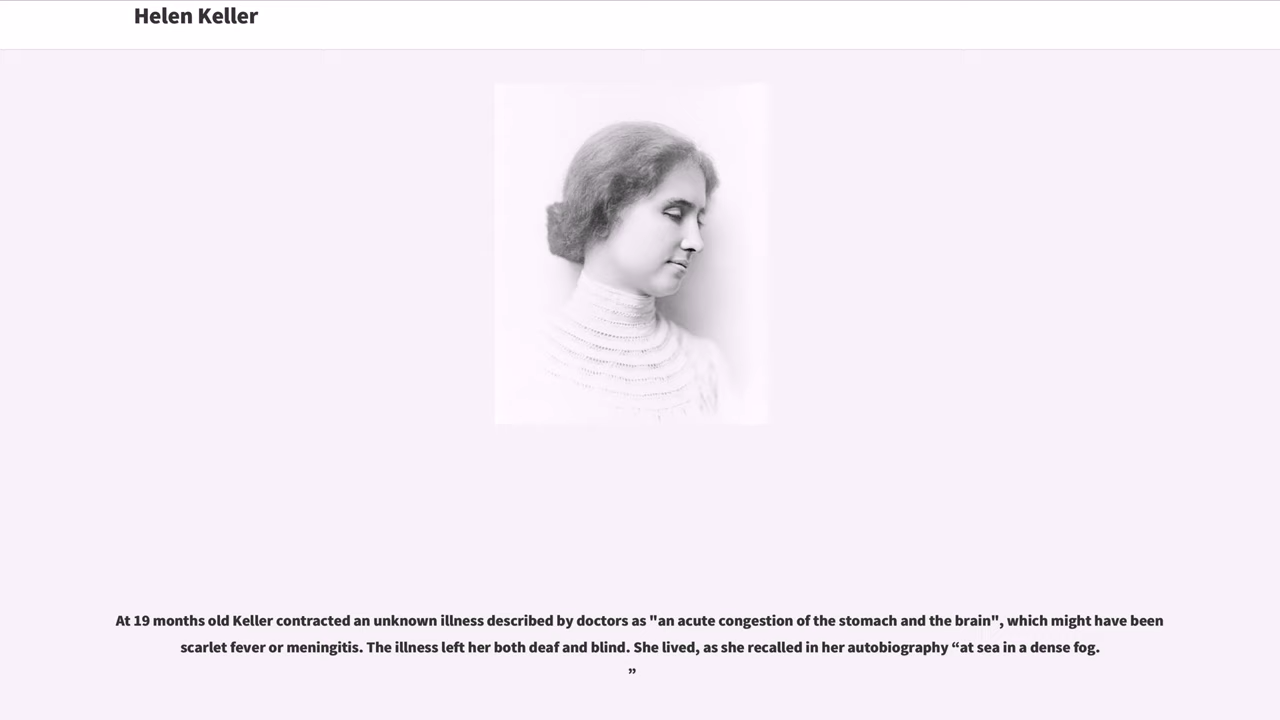 Helen Keller
At 19 months old Keller contracted an unknown illness described by doctors as "an acute congestion of the stomach and the brain", which might have been
scarlet fever or meningitis. The illness left her both deaf and blind. She lived, as she recalled in her autobiography “at sea in a dense fog.
”